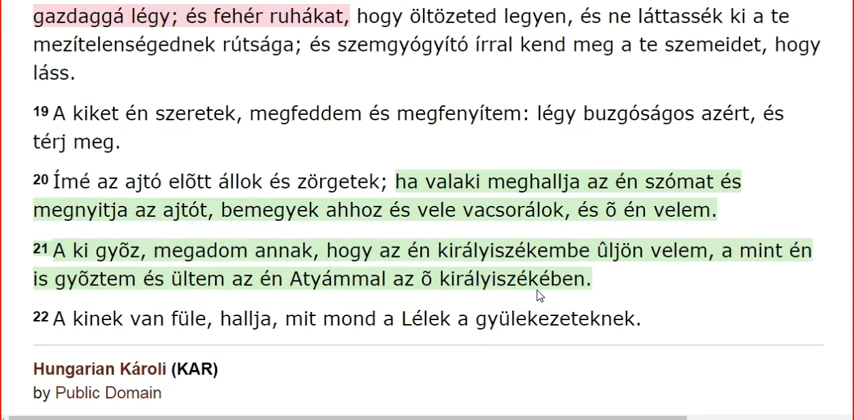 gazdaggá légy; és fehér ruhákat, hogy öltözeted legyen, és ne láttassék ki a te
mezítelenségednek rútsága; és szemgyógyító írral kend meg a te szemeidet, hogy
láss.
19 A kiket én szeretek, megfeddem és megfenyítem: légy buzgóságos azért, és
térj meg.
20 Ímé az ajtó elõtt állok és zörgetek; ha valaki meghallja az én szómat és
megnyitja az ajtót, bemegyek ahhoz és vele vacsorálok, és õ én velem.
21 A ki gyõz, megadom annak, hogy az én királyiszékembe ûljön velem, a mint én
is gyõztem és ültem az én Atyámmal az õ királyiszékében.
22 A kinek van füle, hallja, mit mond a Lélek a gyülekezeteknek.
Hungarian Károli (KAR)
by Public Domain